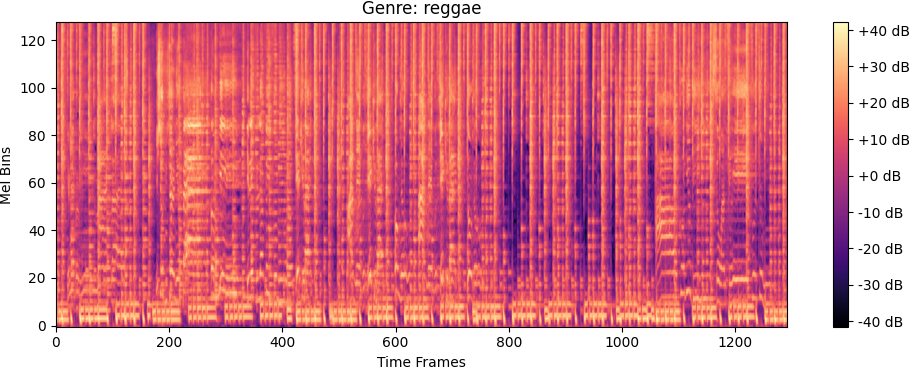 Genre: reggae
120
100
80
60
40
20
0
Mel Bins
0 200 400 600 800 1000 1200
Time Frames
+40 dB
+30 dB
+20 dB
+10 dB
+0 dB
-10 dB
-20 dB
-30 dB
-40 dB